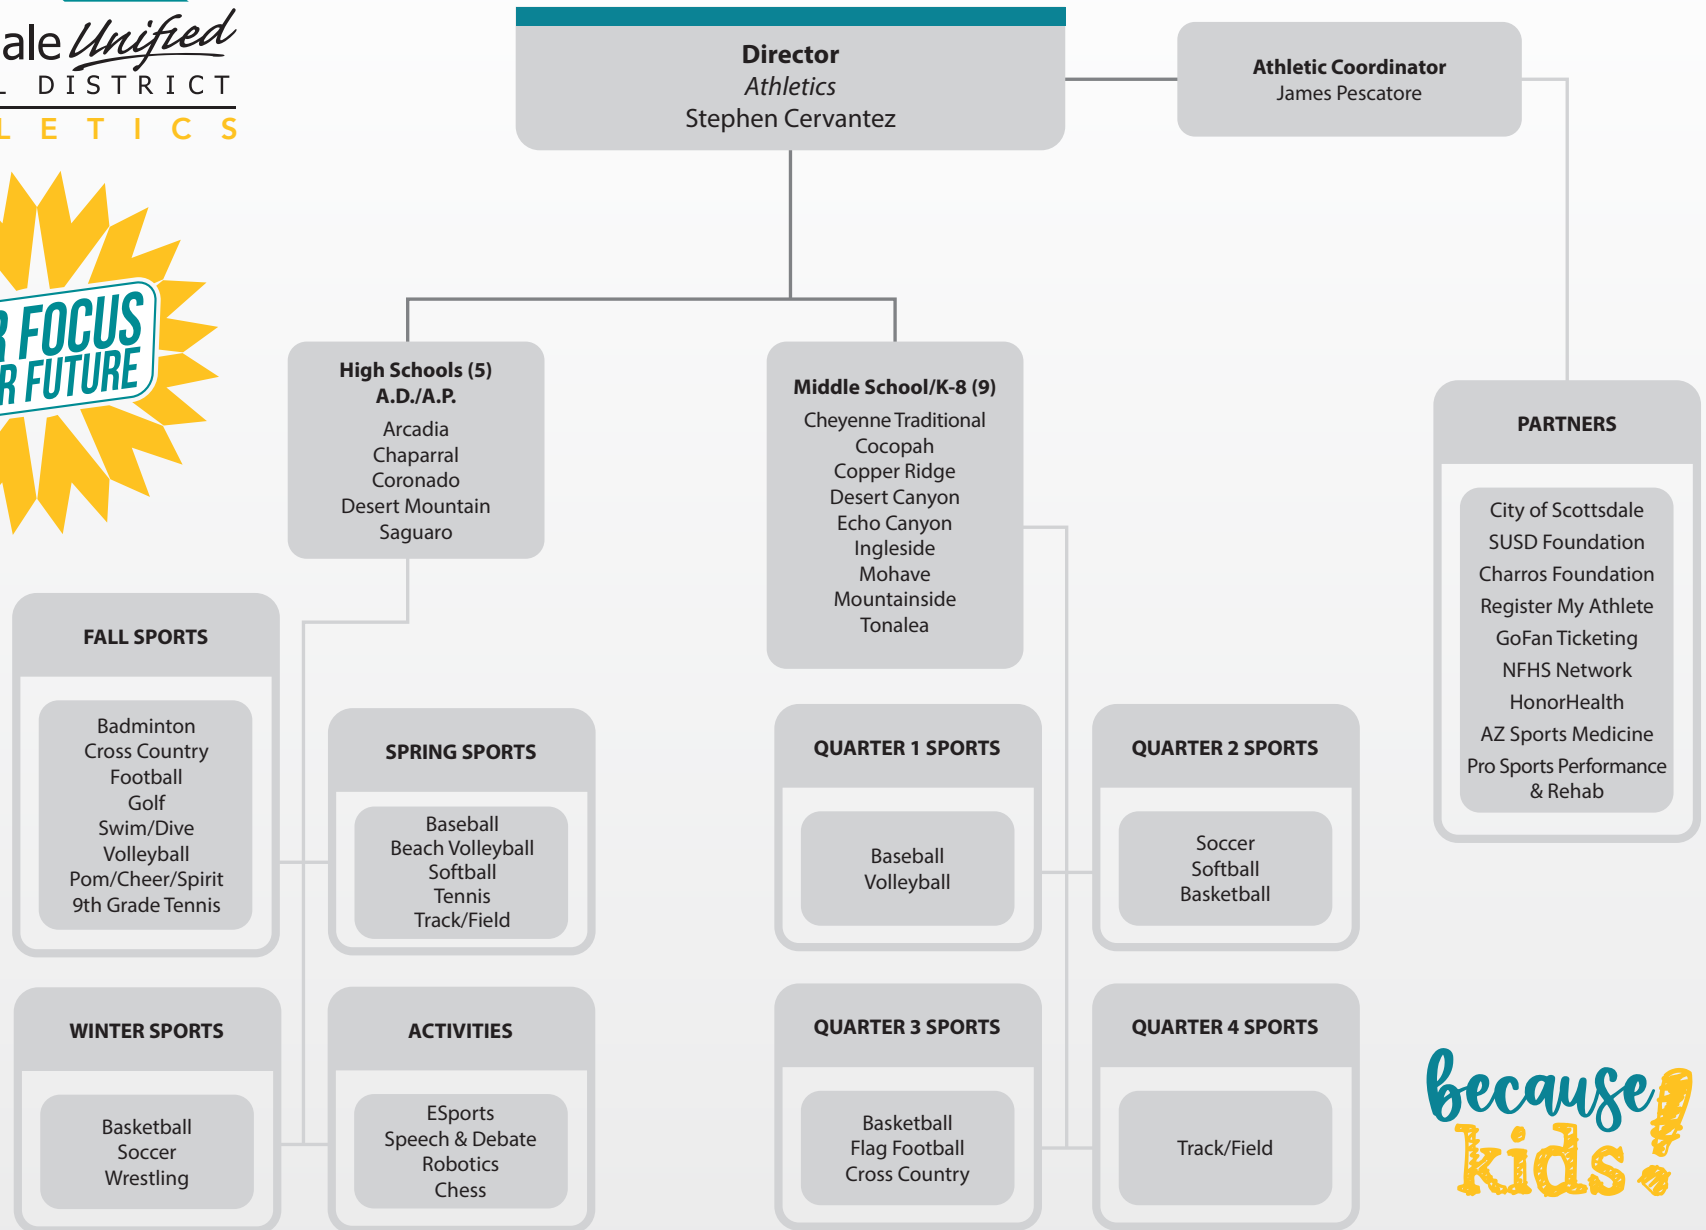 Unified
DISTRICT
Director
Athletics
Stephen Cervantez
Athletic Coordinator
James Pescatore
FOCUS
FUTURE
High Schools (5)
A.D./A.P.
Arcadia
Chaparral
Coronado
Desert Mountain
Saguaro
Middle School/K-8 (9)
Cheyenne Traditional
Cocopah
Copper Ridge
Desert Canyon
Echo Canyon
Ingleside
Mohave
Mountainside
Tonalea
PARTNERS
City of Scottsdale
SUSD Foundation
Charros Foundation
Register My Athlete
GoFan Ticketing
NFHS Network
HonorHealth
AZ Sports Medicine
Pro Sports Performance
& Rehab
FALL SPORTS
Badminton
Cross Country
Football
Golf
Swim/Dive
Volleyball
Pom/Cheer/Spirit
9th Grade Tennis
SPRING SPORTS
Baseball
Beach Volleyball
Softball
Tennis
Track/Field
WINTER SPORTS
Basketball
Soccer
Wrestling
ACTIVITIES
ESports
Speech & Debate
Robotics
Chess
QUARTER 1 SPORTS
Baseball
Volleyball
QUARTER 2 SPORTS
Soccer
Softball
Basketball
QUARTER 3 SPORTS
Basketball
Flag Football
Cross Country
QUARTER 4 SPORTS
Track/Field
because
kids!